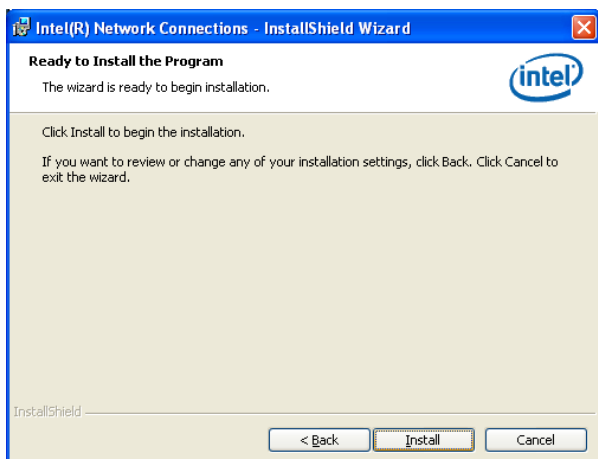 Intel(R) Network Connections - InstallShield Wizard
Ready to Install the Program
The wizard is ready to begin installation.
intel
Click Install to begin the installation.
If you want to review or change any of your installation settings, click Back. Click Cancel to
exit the wizard.
InstallShield
< Back
Install
Cancel